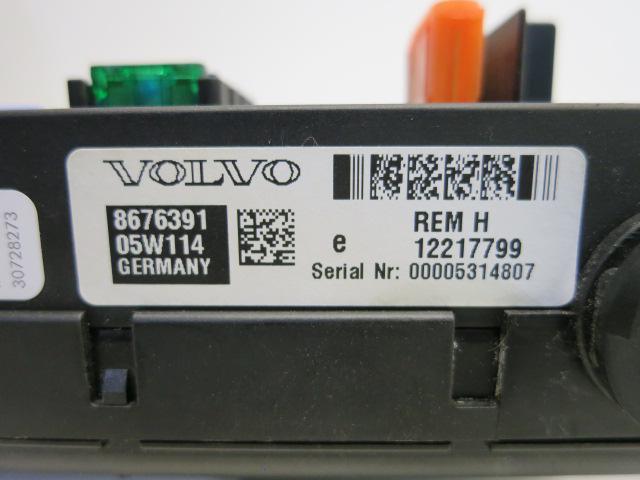 VOLVO
8676391
05W114
GERMANY
e
REM H
12217799
Serial Nr: 00005314807
30728273